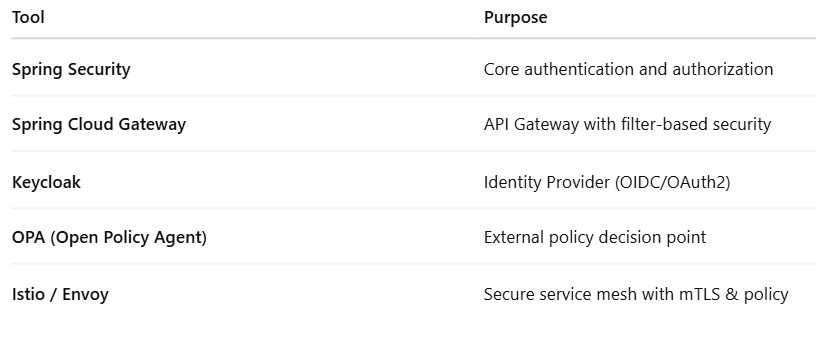 Tool Purpose
Spring Security Core authentication and authorization
Spring Cloud Gateway API Gateway with filter-based security
Keycloak Identity Provider (OIDC/OAuth2)
OPA (Open Policy Agent) External policy decision point
Istio / Envoy Secure service mesh with mTLS & policy